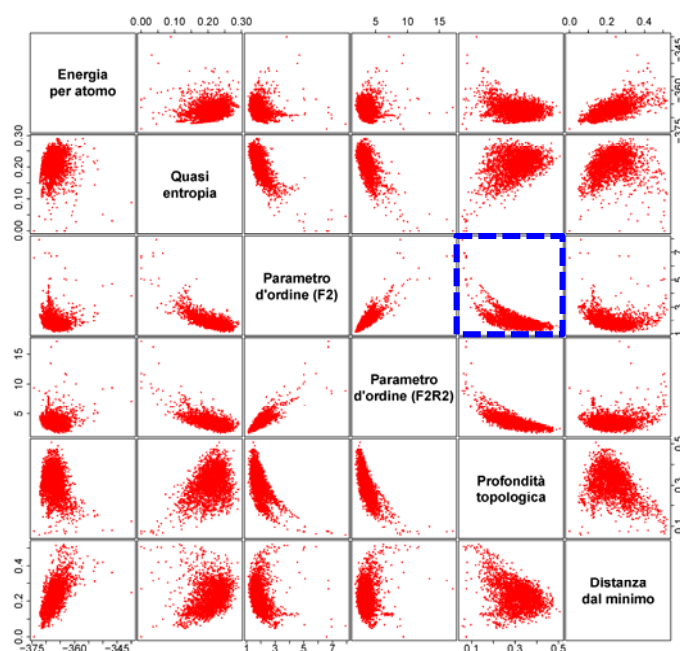 0.00 0.10 0.20 0.30 5 10 15 0.0 0.2 0.4
Energia
per atomo
-375 -360 -345
0.00 0.10 0.20 0.30
Quasi
entropia
Parametro
d'ordine (F2)
1 3 5 7
5 10 15
Parametro
d'ordine (F2R2)
Profondità
topologica
0.1 0.3 0.5
0.0 0.2 0.4
Distanza
dal minimo
-375 -360 -345 1 3 5 7 0.1 0.3 0.5